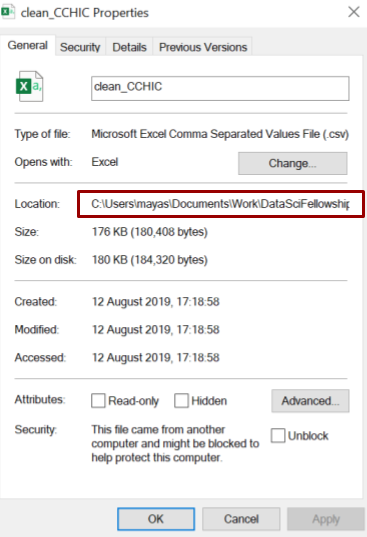 clean_CCHIC Properties
General Security Details Previous Versions
clean_CCHIC
Type of file: Microsoft Excel Comma Separated Values File (.csv)
Opens with: Excel Change...
Location: C:\Users\mayas\Documents\Work\DataSciFellowship
Size: 176 KB (180,408 bytes)
Size on disk: 180 KB (184,320 bytes)
Created: 12 August 2019, 17:18:58
Modified: 12 August 2019, 17:18:58
Accessed: 12 August 2019, 17:18:58
Attributes: Read-only Hidden Advanced...
Security: This file came from another
computer and might be blocked to
help protect this computer.
Unblock
OK Cancel Apply